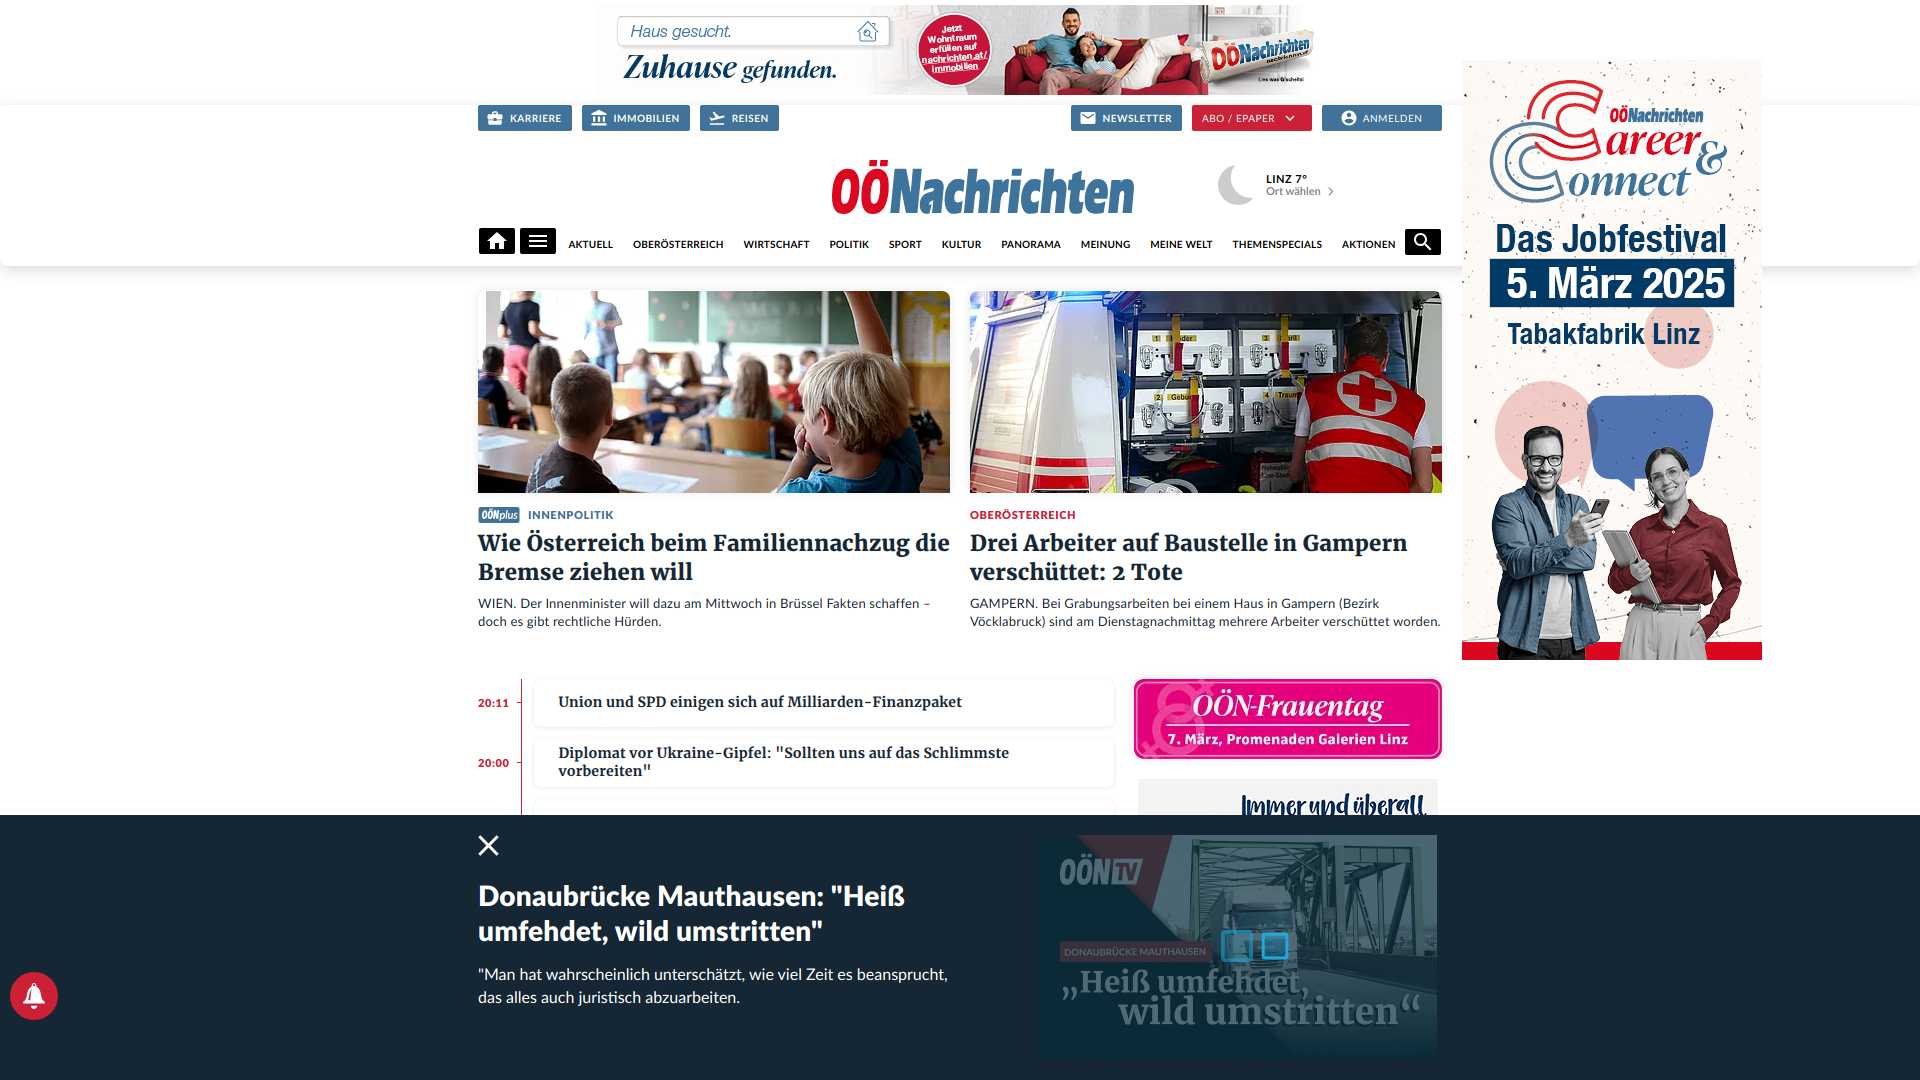 Haus gesucht.
Zuhause gefunden.
Jetzt
Wohntraum
erfüllen auf
nachrichten.at/
immobilien
OÖNachrichten
Lies was G'scheits!
KARRIERE
IMMOBILIEN
REISEN
NEWSLETTER
ABO / EPAPER
ANMELDEN
OÖNachrichten
LINZ 7°
Ort wählen
AKTUELL
OBERÖSTERREICH
WIRTSCHAFT
POLITIK
SPORT
KULTUR
PANORAMA
MEINUNG
MEINE WELT
THEMENSPECIALS
AKTIONEN
OÖNachrichten
Career &
Connect
Das Jobfestival
5. März 2025
Tabakfabrik Linz
OÖNplus INNENPOLITIK
Wie Österreich beim Familiennachzug die
Bremse ziehen will
WIEN. Der Innenminister will dazu am Mittwoch in Brüssel Fakten schaffen –
doch es gibt rechtliche Hürden.
OBERÖSTERREICH
Drei Arbeiter auf Baustelle in Gampern
verschüttet: 2 Tote
GAMPERN. Bei Grabungsarbeiten bei einem Haus in Gampern (Bezirk
Vöcklabruck) sind am Dienstagnachmittag mehrere Arbeiter verschüttet worden.
20:11
Union und SPD einigen sich auf Milliarden-Finanzpaket
20:00
Diplomat vor Ukraine-Gipfel: "Sollten uns auf das Schlimmste
vorbereiten"
OÖN-Frauentag
7. März, Promenaden Galerien Linz
Immer und überall
Donaubrücke Mauthausen: "Heiß
umfehdet, wild umstritten"
"Man hat wahrscheinlich unterschätzt, wie viel Zeit es beansprucht,
das alles auch juristisch abzuarbeiten.
OÖN TV
DONAUBRÜCKE MAUTHAUSEN
„Heiß umfehdet,
wild umstritten“